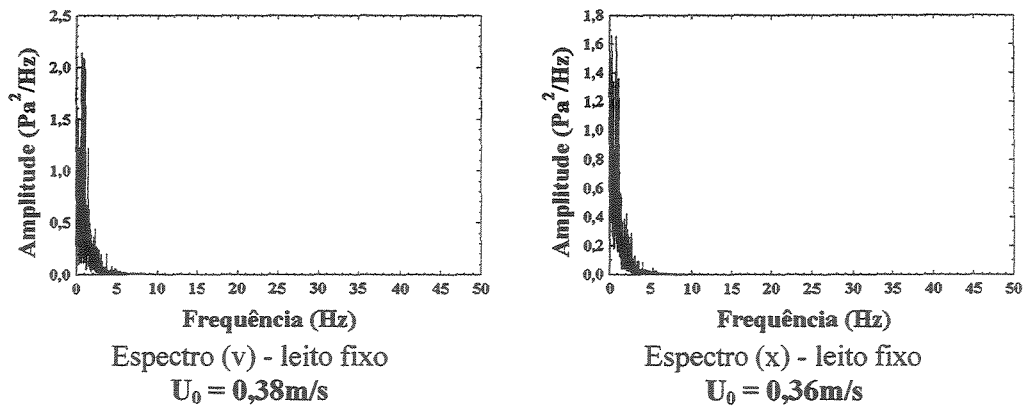 2,5
2,0
1,5
1,0
0,5
0,0
Amplitude (Pa²/Hz)
0 5 10 15 20 25 30 35 40 45 50
Frequência (Hz)
Espectro (v) - leito fixo
U₀ = 0,38m/s
1,8
1,6
1,4
1,2
1,0
0,8
0,6
0,4
0,2
0,0
Amplitude (Pa²/Hz)
0 5 10 15 20 25 30 35 40 45 50
Frequência (Hz)
Espectro (x) - leito fixo
U₀ = 0,36m/s